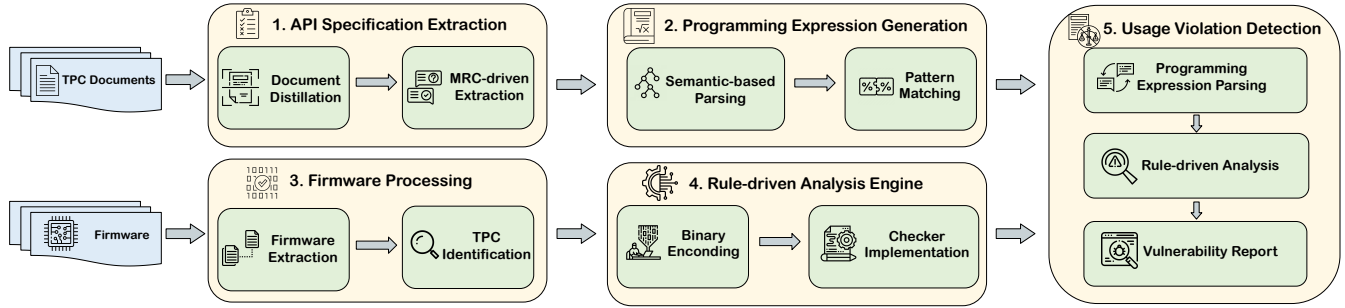 1. API Specification Extraction
TPC Documents
Document
Distillation
MRC-driven
Extraction
2. Programming Expression Generation
√x
Semantic-based
Parsing
%%%
Pattern
Matching
3. Firmware Processing
100111
100111
Firmware
Firmware
Extraction
TPC
Identification
4. Rule-driven Analysis Engine
Binary
Enconding
Checker
Implementation
5. Usage Violation Detection
Programming
Expression Parsing
Rule-driven Analysis
Vulnerability Report